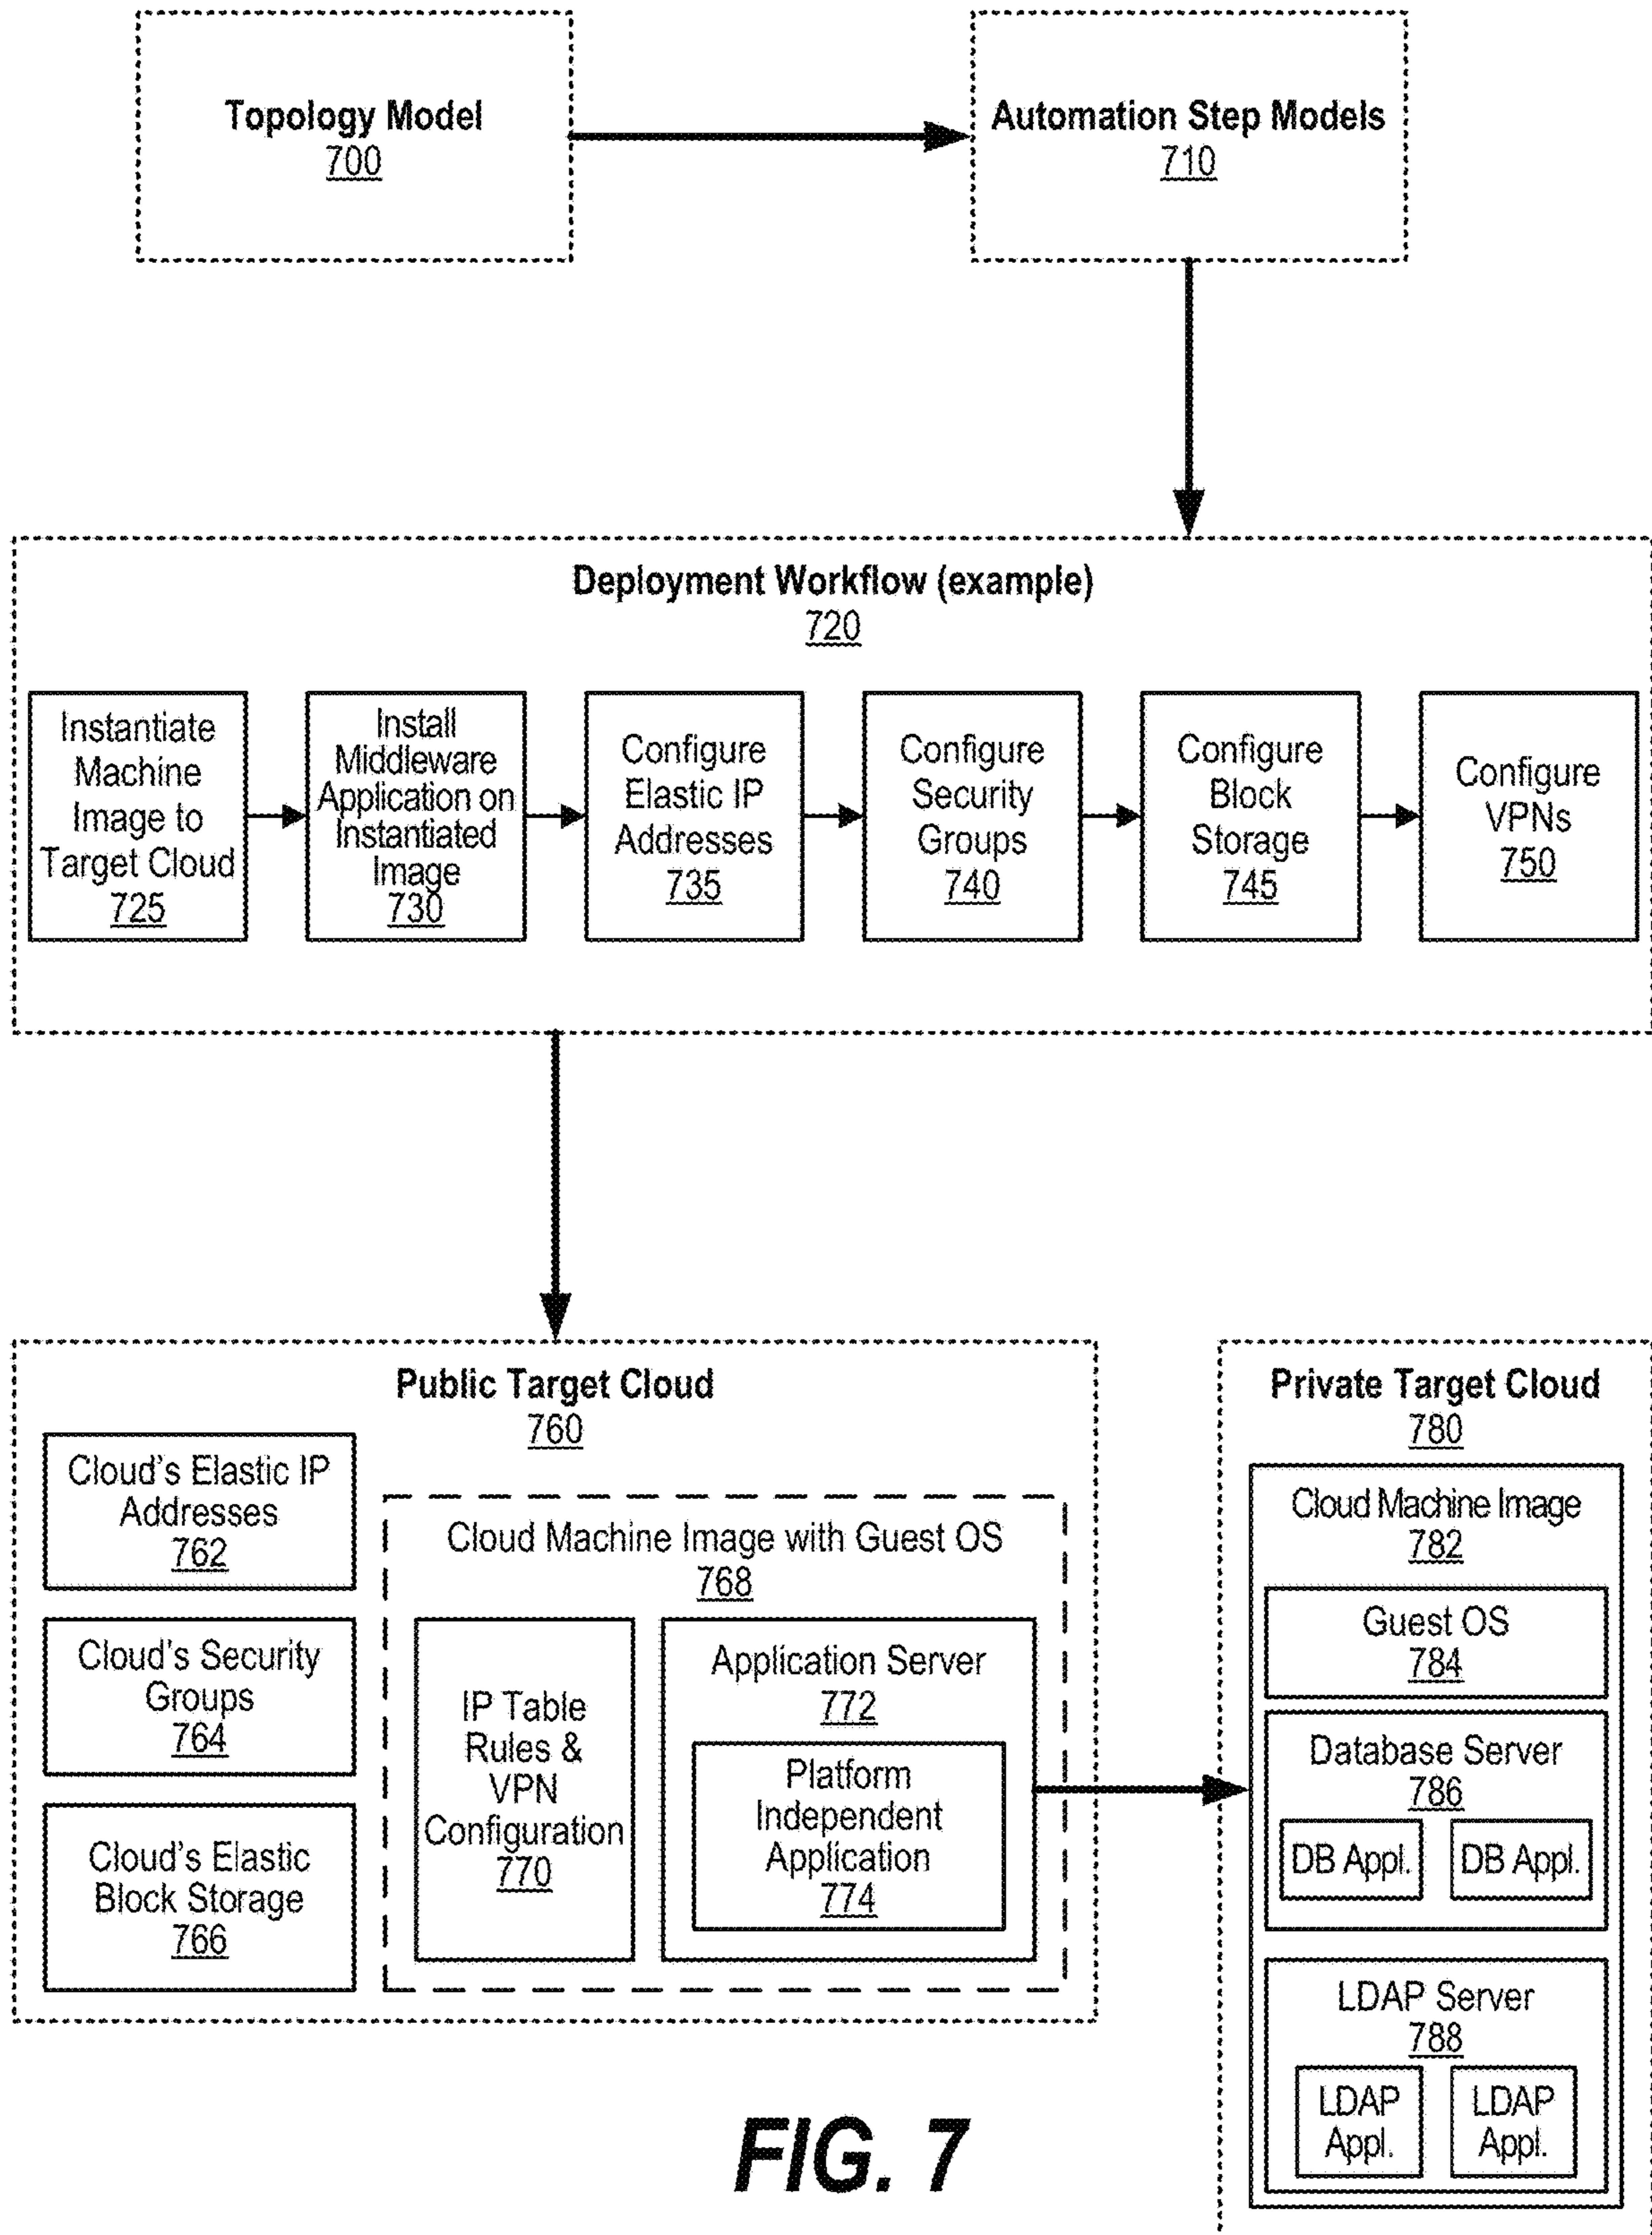 Topology Model
700
Automation Step Models
710
Deployment Workflow (example)
720
Instantiate
Machine
Image to
Target Cloud
725
Install
Middleware
Application on
Instantiated
Image
730
Configure
Elastic IP
Addresses
735
Configure
Security
Groups
740
Configure
Block
Storage
745
Configure
VPNs
750
Public Target Cloud
760
Cloud's Elastic IP
Addresses
762
Cloud's Security
Groups
764
Cloud's Elastic
Block Storage
766
Cloud Machine Image with Guest OS
768
IP Table
Rules &
VPN
Configuration
770
Application Server
772
Platform
Independent
Application
774
Private Target Cloud
780
Cloud Machine Image
782
Guest OS
784
Database Server
786
DB Appl.
DB Appl.
LDAP Server
788
LDAP
Appl.
LDAP
Appl.
FIG. 7